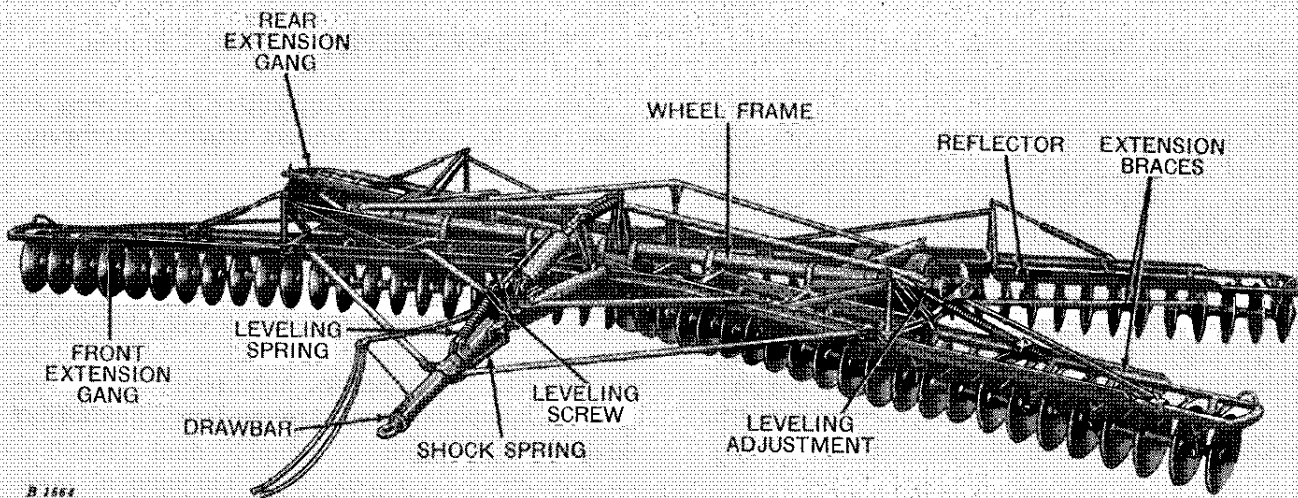 REAR
EXTENSION
GANG
WHEEL FRAME
REFLECTOR
EXTENSION
BRACES
FRONT
EXTENSION
GANG
LEVELING
SPRING
DRAWBAR
SHOCK SPRING
LEVELING
SCREW
LEVELING
ADJUSTMENT
B 1664